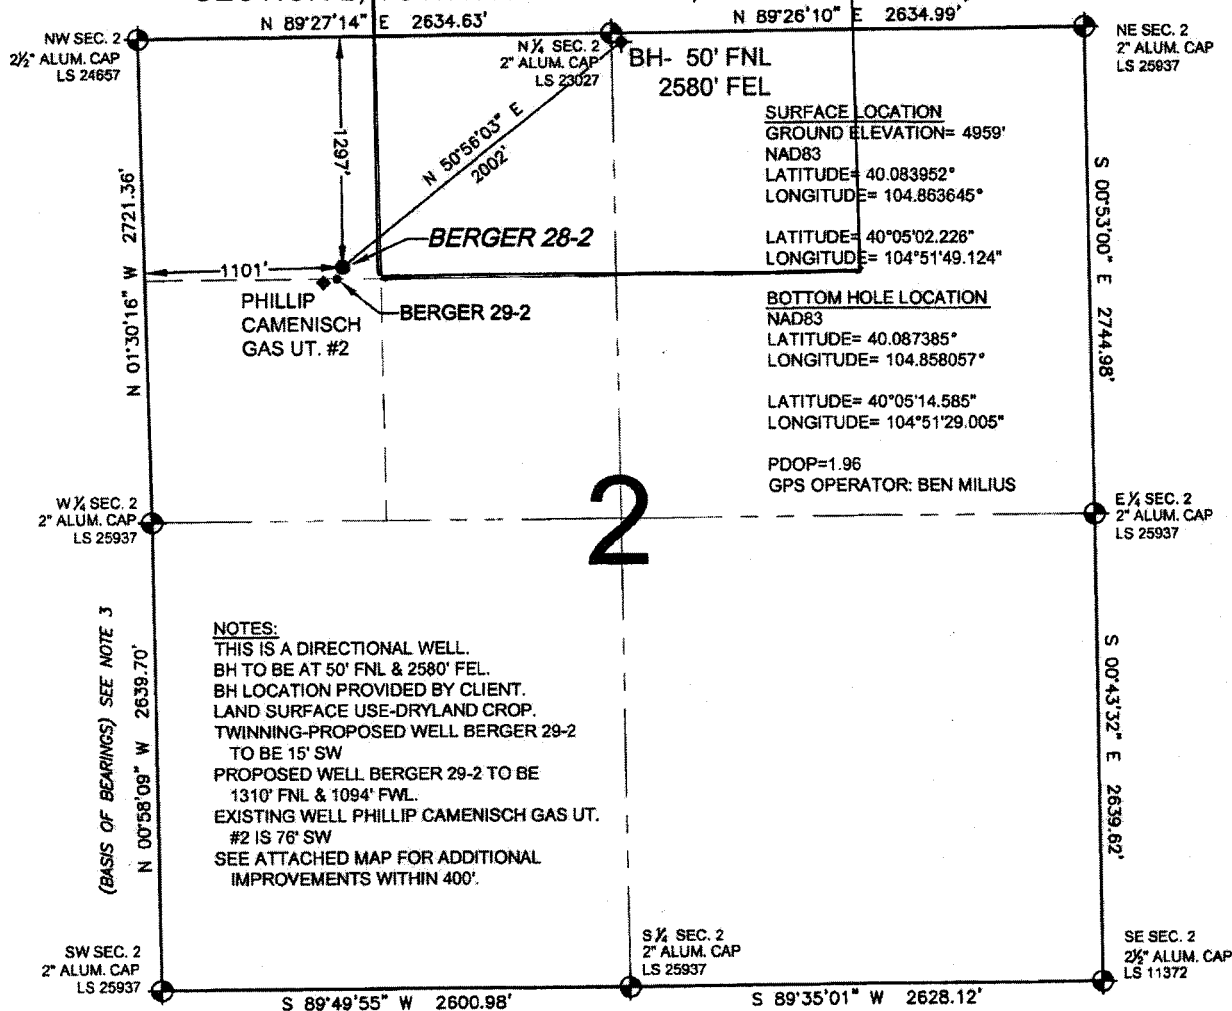 N 89°27'14" E 2634.63'
N 89°26'10" E 2634.99'
NW SEC. 2
2½" ALUM. CAP
LS 24657
N ¼ SEC. 2
2" ALUM. CAP
LS 23027
NE SEC. 2
2" ALUM. CAP
LS 25937
BH- 50' FNL
2580' FEL
SURFACE LOCATION
GROUND ELEVATION= 4959'
NAD83
LATITUDE= 40.083952°
LONGITUDE= 104.863645°
LATITUDE= 40°05'02.226"
LONGITUDE= 104°51'49.124"
BOTTOM HOLE LOCATION
NAD83
LATITUDE= 40.087385°
LONGITUDE= 104.858057°
LATITUDE= 40°05'14.585"
LONGITUDE= 104°51'29.005"
PDOP=1.96
GPS OPERATOR: BEN MILIUS
1297'
N 50°56'03" E
2002'
BERGER 28-2
1101'
PHILLIP
CAMENISCH
GAS UT. #2
BERGER 29-2
N 01°30'16" W 2721.36'
S 00°53'00" E 2744.98'
W ¼ SEC. 2
2" ALUM. CAP
LS 25937
2
E ¼ SEC. 2
2" ALUM. CAP
LS 25937
(BASIS OF BEARINGS) SEE NOTE 3
N 00°58'09" W 2639.70'
NOTES:
THIS IS A DIRECTIONAL WELL.
BH TO BE AT 50' FNL & 2580' FEL.
BH LOCATION PROVIDED BY CLIENT.
LAND SURFACE USE-DRYLAND CROP.
TWINNING-PROPOSED WELL BERGER 29-2
TO BE 15' SW
PROPOSED WELL BERGER 29-2 TO BE
1310' FNL & 1094' FWL.
EXISTING WELL PHILLIP CAMENISCH GAS UT.
#2 IS 76' SW
SEE ATTACHED MAP FOR ADDITIONAL
IMPROVEMENTS WITHIN 400'.
S 00°43'32" E 2639.62'
SW SEC. 2
2" ALUM. CAP
LS 25937
S ¼ SEC. 2
2" ALUM. CAP
LS 25937
SE SEC. 2
2½" ALUM. CAP
LS 11372
S 89°49'55" W 2600.98'
S 89°35'01" W 2628.12'